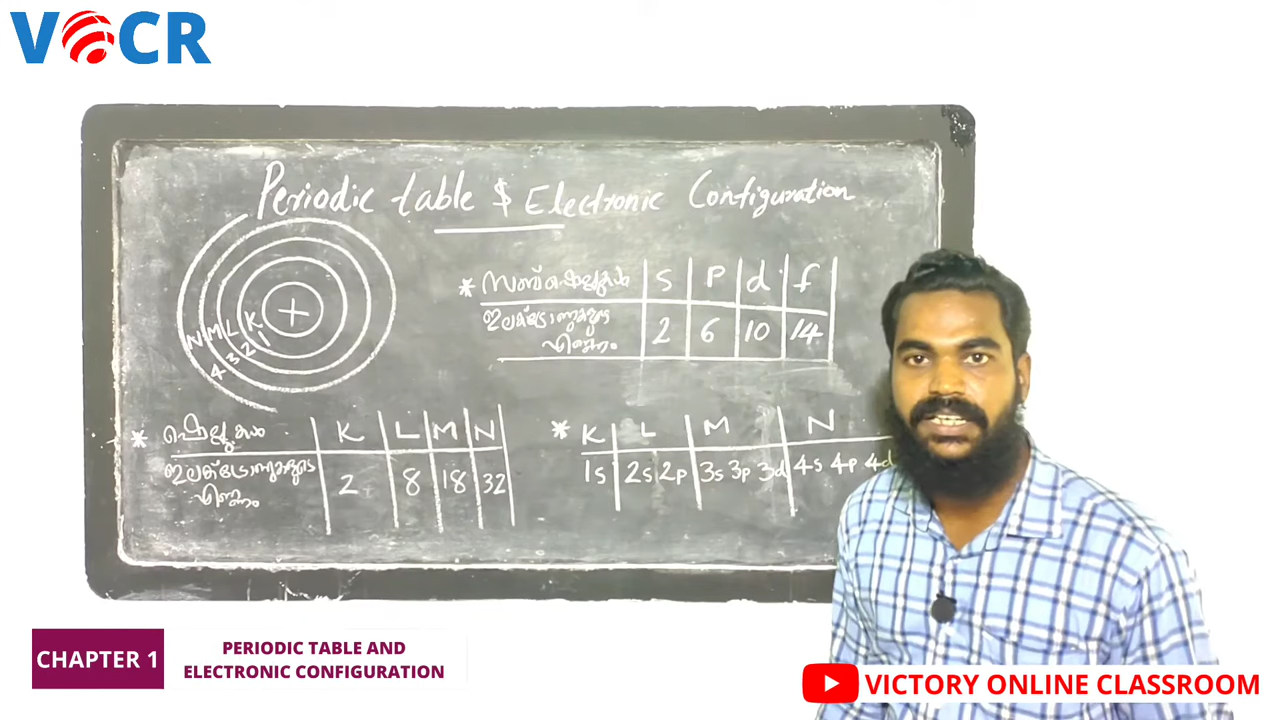 VOCR
Periodic table $ Electronic Configuration
N M L K
4 3 2 1
* സബ്ഷെല്ലുകൾ s p d f
ഇലക്ട്രോണുകളുടെ എണ്ണം 2 6 10 14
* ഷെല്ലുകൾ K L M N
ഇലക്ട്രോണുകളുടെ എണ്ണം 2 8 18 32
* K L M N
1s 2s 2p 3s 3p 3d 4s 4p 4d
CHAPTER 1
PERIODIC TABLE AND
ELECTRONIC CONFIGURATION
VICTORY ONLINE CLASSROOM